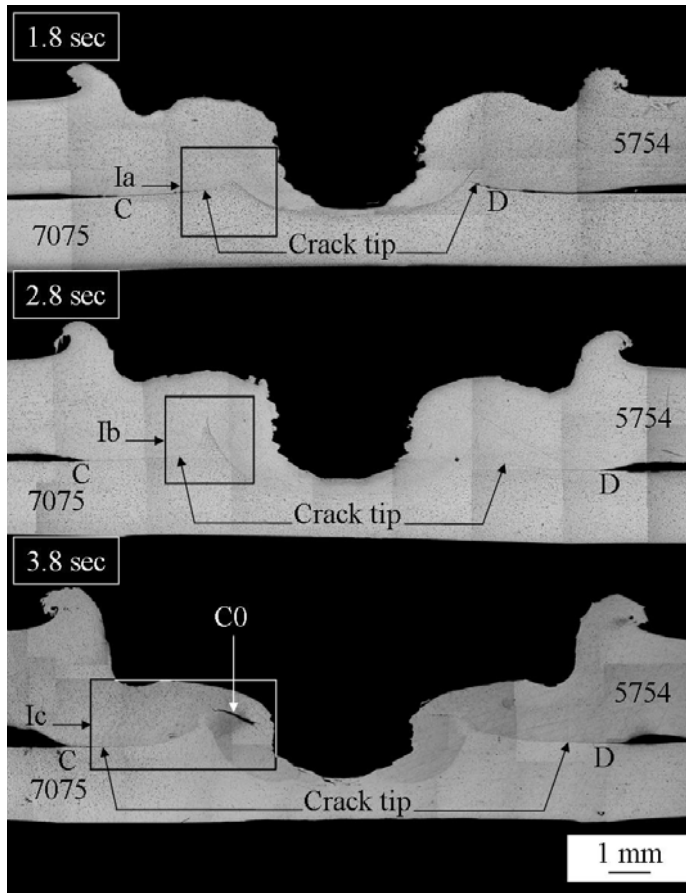 1.8 sec
5754
Ia
C
D
7075
Crack tip
2.8 sec
5754
Ib
C
D
7075
Crack tip
3.8 sec
C0
5754
Ic
C
D
7075
Crack tip
1 mm